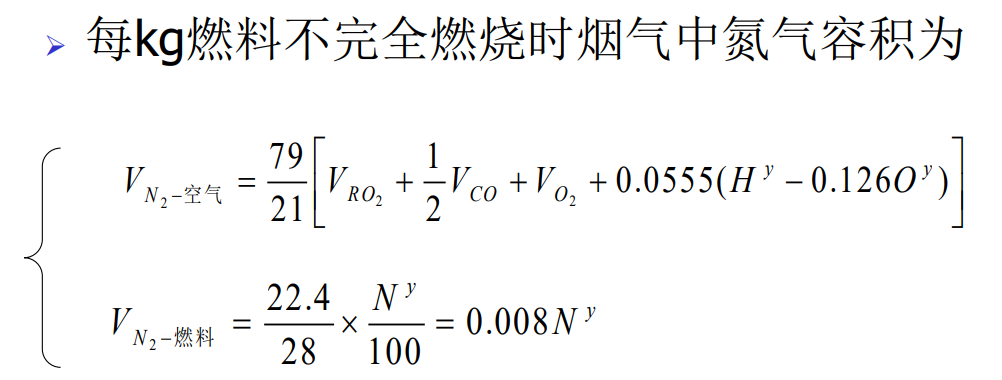 ➢ 每kg燃料不完全燃烧时烟气中氮气容积为
V_{N_2-空气} = \frac{79}{21}\left[V_{RO_2} + \frac{1}{2}V_{CO} + V_{O_2} + 0.0555(H^y - 0.126O^y)\right]
V_{N_2-燃料} = \frac{22.4}{28} × \frac{N^y}{100} = 0.008N^y